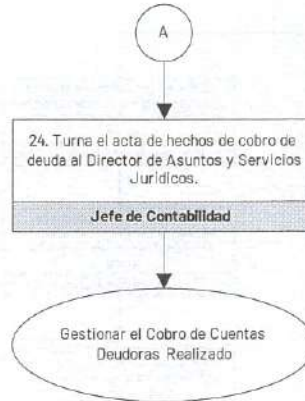 A
24. Turna el acta de hechos de cobro de
deuda al Director de Asuntos y Servicios
Jurídicos.
Jefe de Contabilidad
Gestionar el Cobro de Cuentas
Deudoras Realizado